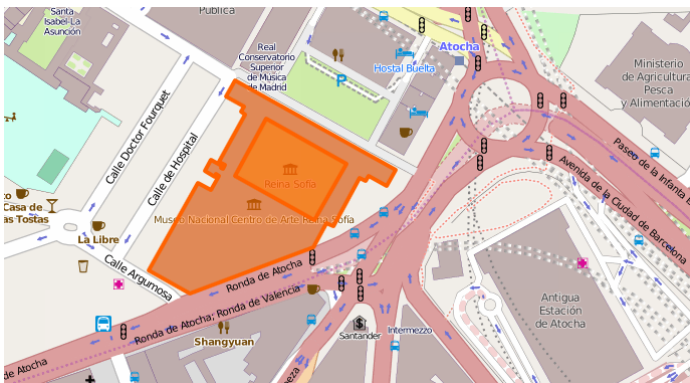 Santa
Isabel-La
Asunción
Pública
Real
Conservatorio
Superior
de Música
de Madrid
Hostal Buelta
Atocha
Ministerio
de Agricultura
Pesca
y Alimentación
Calle Doctor Fourquet
Calle de Hospital
Reina Sofía
Museo Nacional Centro de Arte Reina Sofía
Paseo de la Infanta
Avenida de la Ciudad de Barcelona
Casa de
as Tostas
La Libre
Calle Argumosa
Ronda de Atocha
Ronda de Atocha; Ronda de Valencia
de Atocha
Shangyuan
Santander
Intermezzo
Antigua
Estación
de Atocha